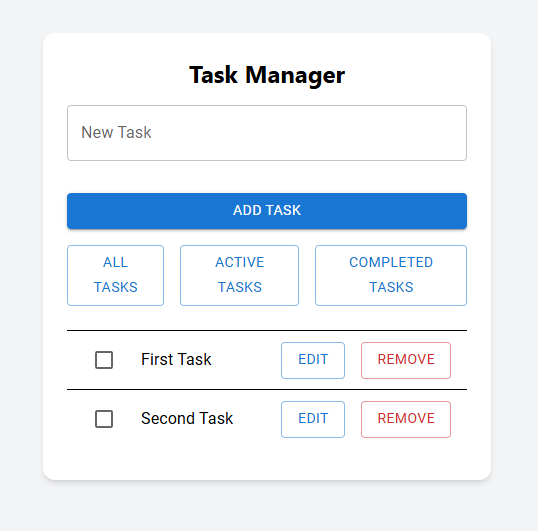 Task Manager
New Task
ADD TASK
ALL TASKS
ACTIVE TASKS
COMPLETED TASKS
First Task
EDIT
REMOVE
Second Task
EDIT
REMOVE